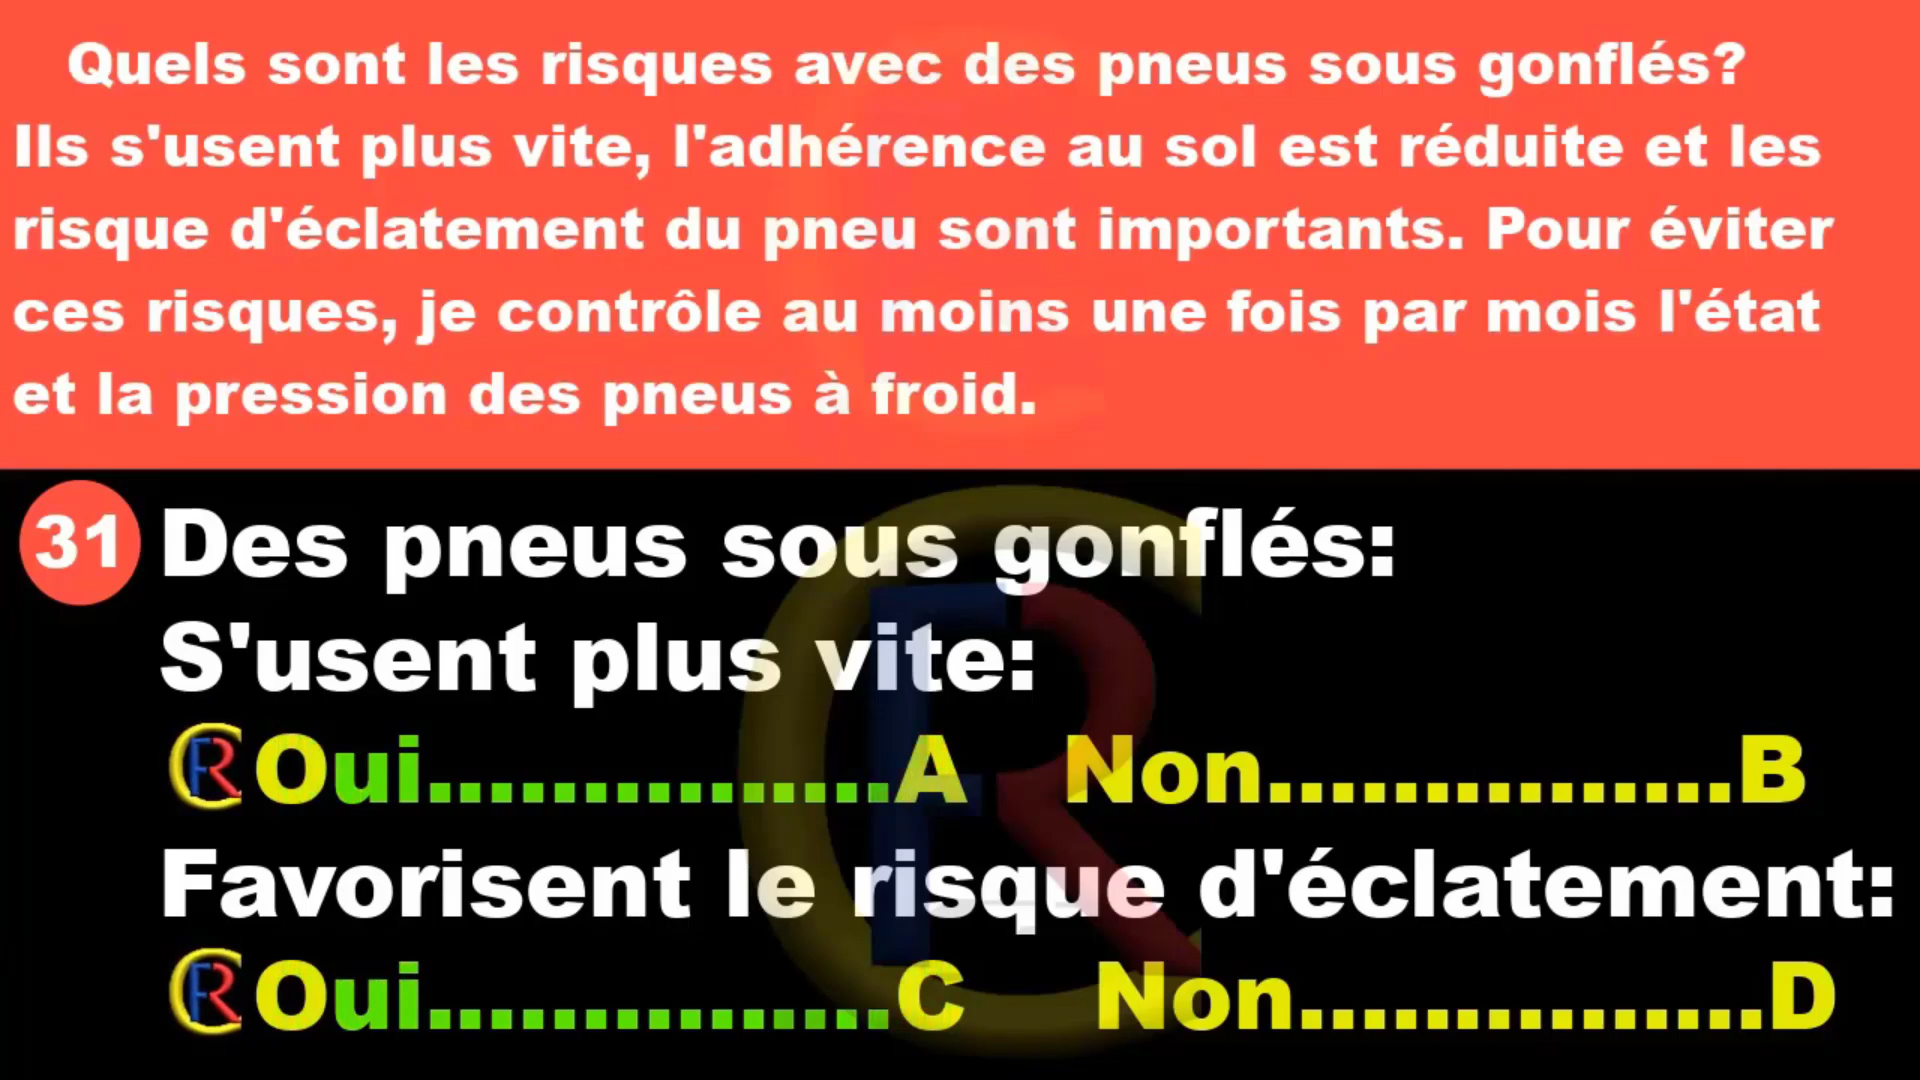 Quels sont les risques avec des pneus sous gonflés?
Ils s'usent plus vite, l'adhérence au sol est réduite et les
risque d'éclatement du pneu sont importants. Pour éviter
ces risques, je contrôle au moins une fois par mois l'état
et la pression des pneus à froid.
31 Des pneus sous gonflés:
S'usent plus vite:
CFR Oui...............A Non...............B
Favorisent le risque d'éclatement:
CFR Oui...............C Non...............D